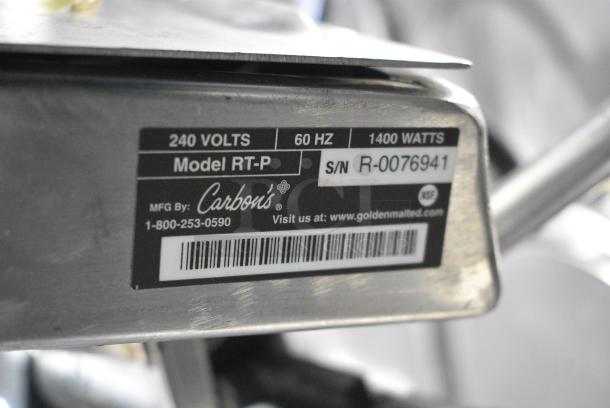 240 VOLTS 60 HZ 1400 WATTS
Model RT-P S/N R-0076941
MFG By: Carbon's® NSF
1-800-253-0590 Visit us at: www.goldenmalted.com